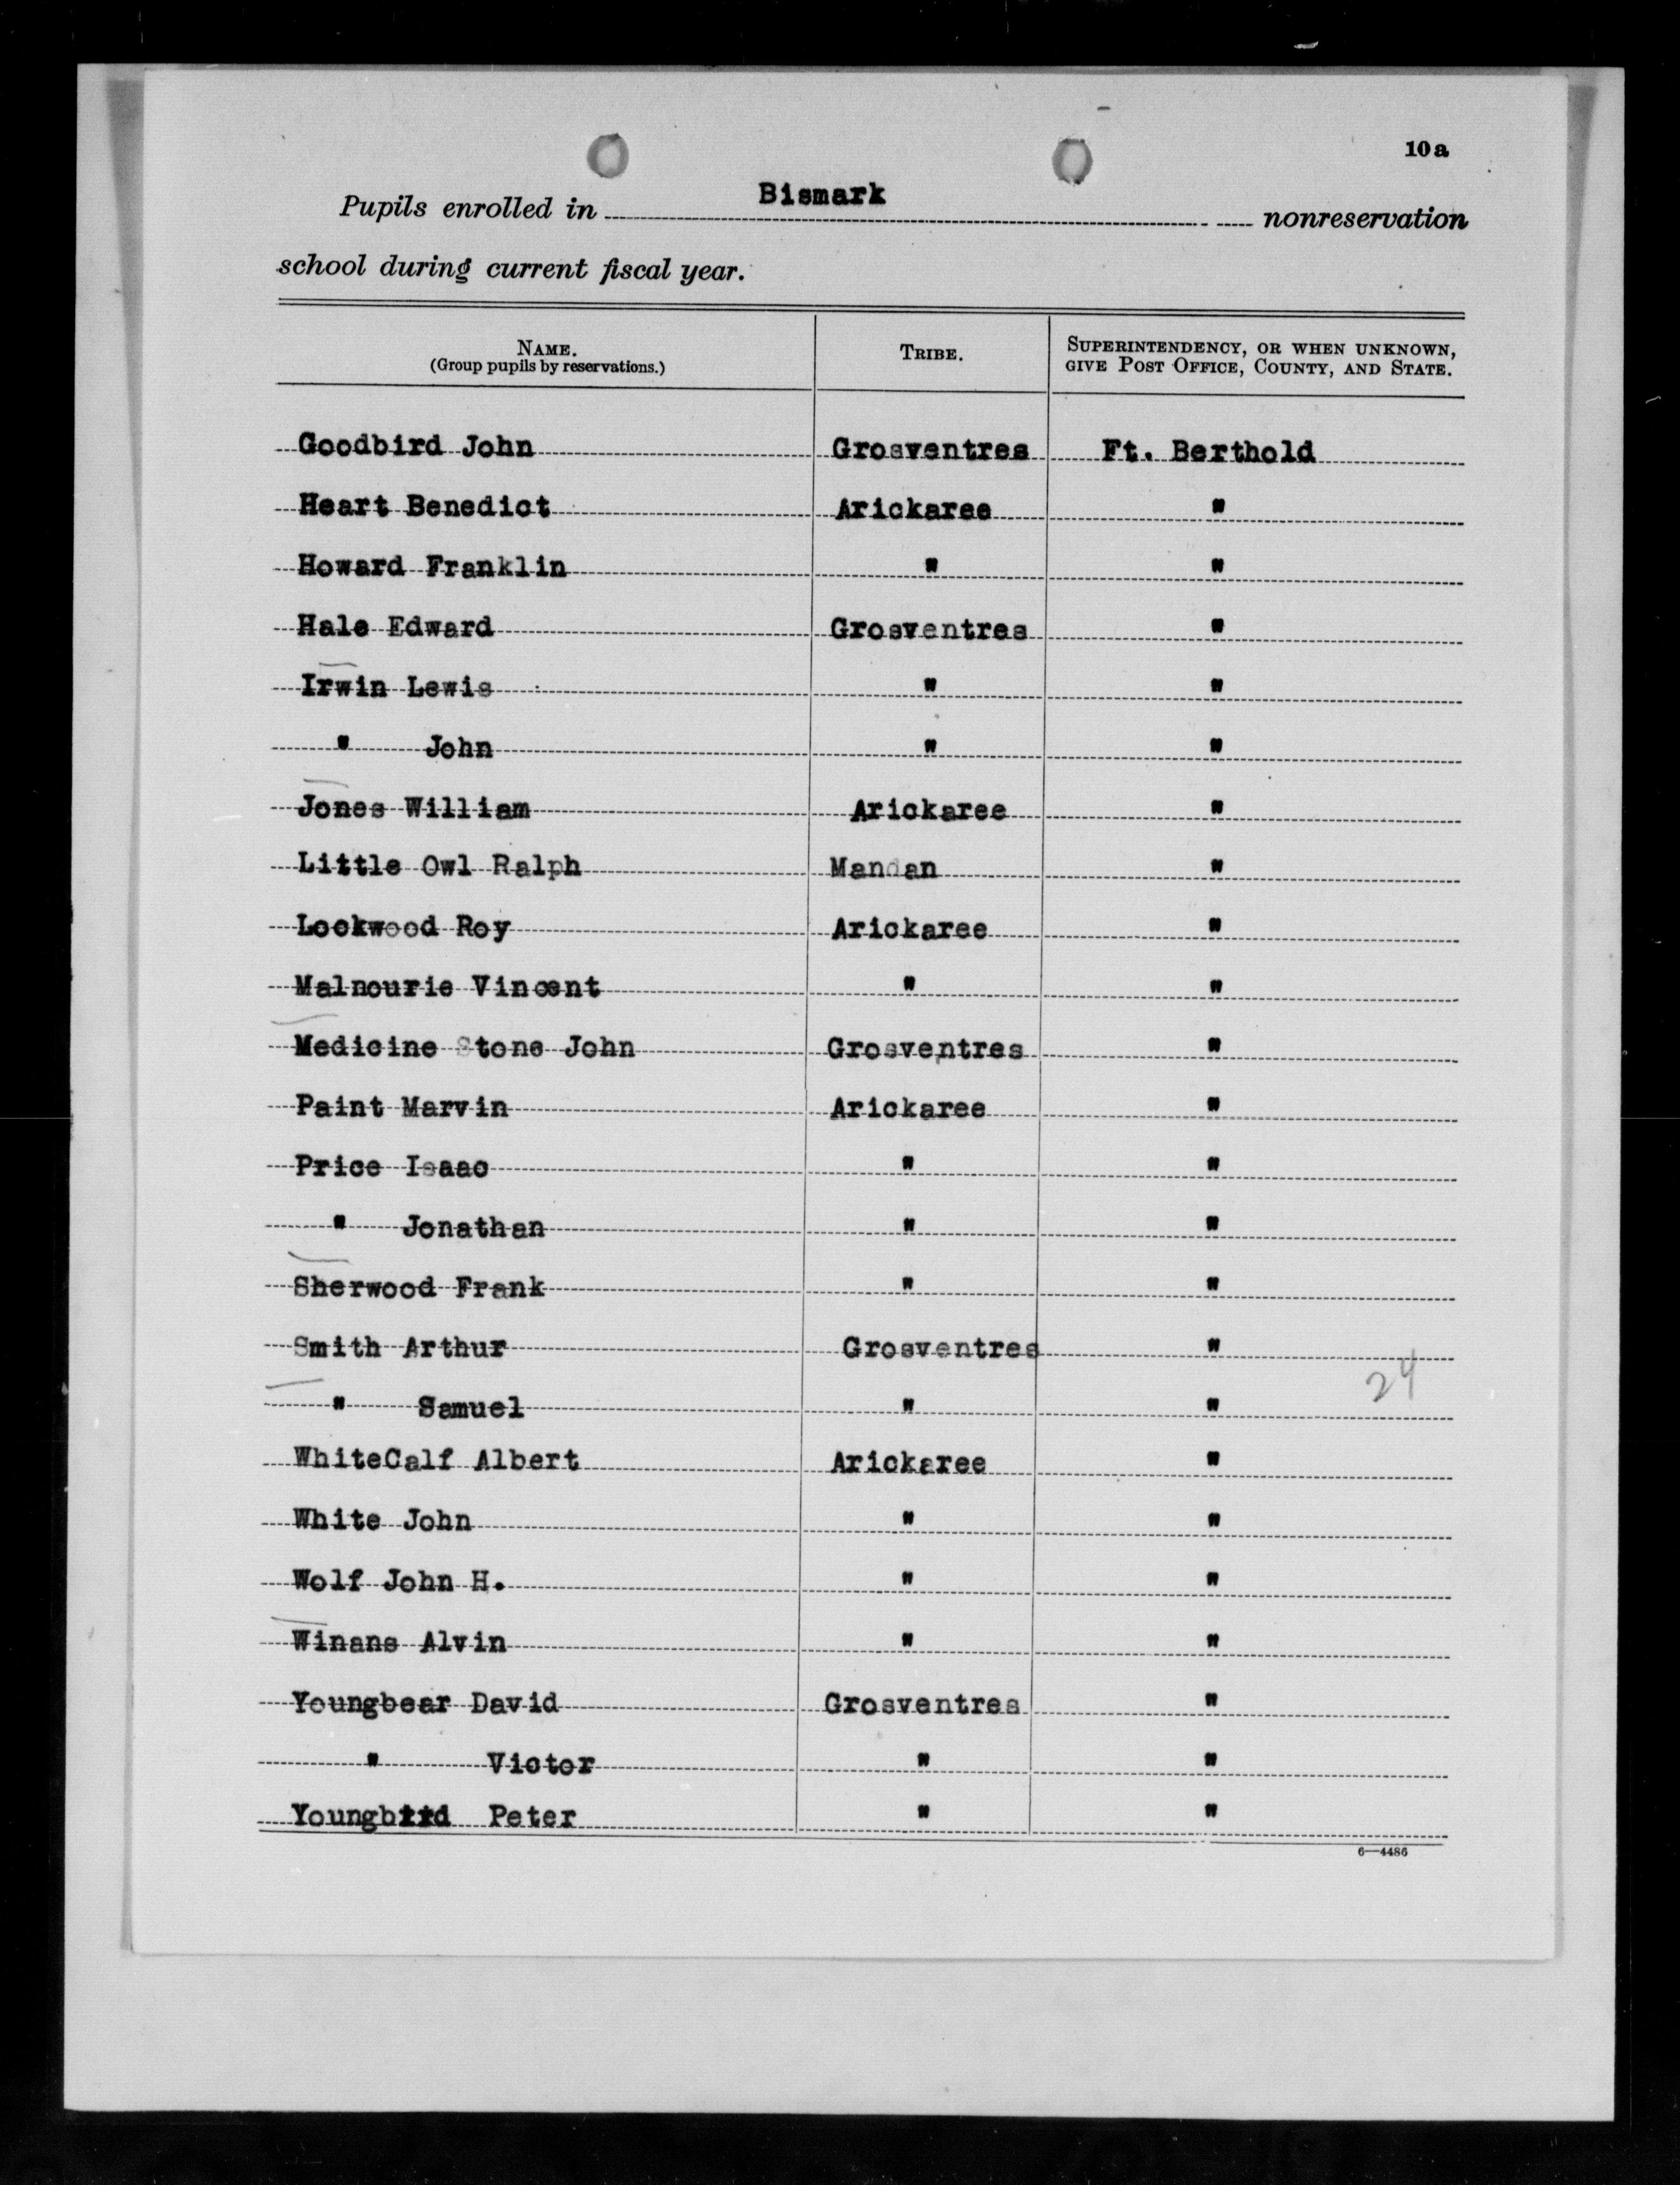 10a
Pupils enrolled in Bismark nonreservation
school during current fiscal year.
NAME. (Group pupils by reservations.) TRIBE. SUPERINTENDENCY, OR WHEN UNKNOWN, GIVE POST OFFICE, COUNTY, AND STATE.
Goodbird John Grosventres Ft. Berthold
Heart Benedict Arickaree "
Howard Franklin " "
Hale Edward Grosventres "
Irwin Lewis " "
" John " "
Jones William Arickaree "
Little Owl Ralph Mandan "
Lockwood Roy Arickaree "
Malnourie Vincent " "
Medicine Stone John Grosventres "
Paint Marvin Arickaree "
Price Isaac " "
" Jonathan " "
Sherwood Frank " "
Smith Arthur Grosventres "
24
" Samuel " "
WhiteCalf Albert Arickaree "
White John " "
Wolf John H. " "
Winans Alvin " "
Youngbear David Grosventres "
" Victor " "
Youngbird Peter " "
6—4486